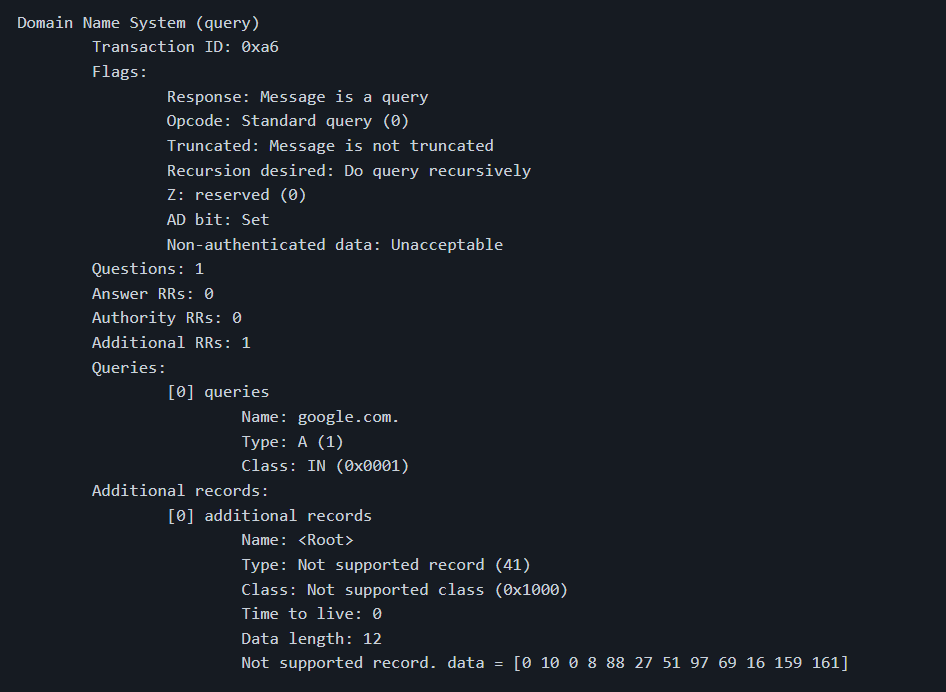 Domain Name System (query)
Transaction ID: 0xa6
Flags:
Response: Message is a query
Opcode: Standard query (0)
Truncated: Message is not truncated
Recursion desired: Do query recursively
Z: reserved (0)
AD bit: Set
Non-authenticated data: Unacceptable
Questions: 1
Answer RRs: 0
Authority RRs: 0
Additional RRs: 1
Queries:
[0] queries
Name: google.com.
Type: A (1)
Class: IN (0x0001)
Additional records:
[0] additional records
Name: <Root>
Type: Not supported record (41)
Class: Not supported class (0x1000)
Time to live: 0
Data length: 12
Not supported record. data = [0 10 0 8 88 27 51 97 69 16 159 161]